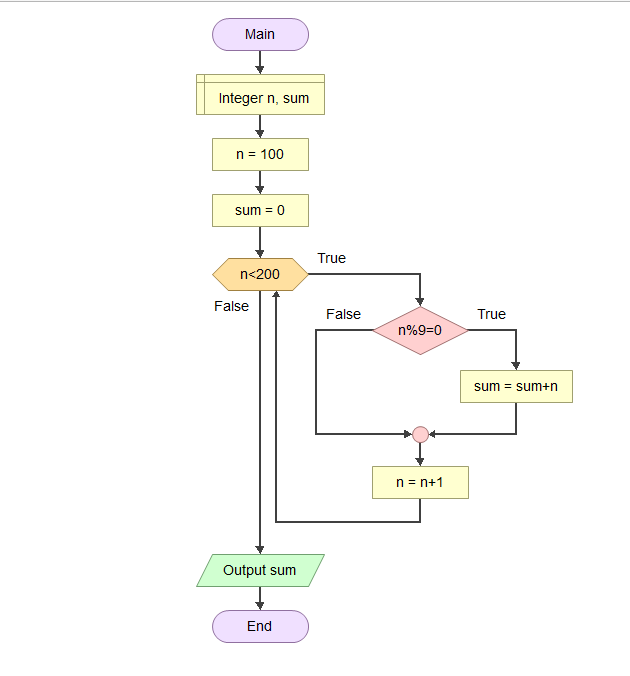 Main
Integer n, sum
n = 100
sum = 0
n<200
True
False
n%9=0
False
True
sum = sum+n
n = n+1
Output sum
End